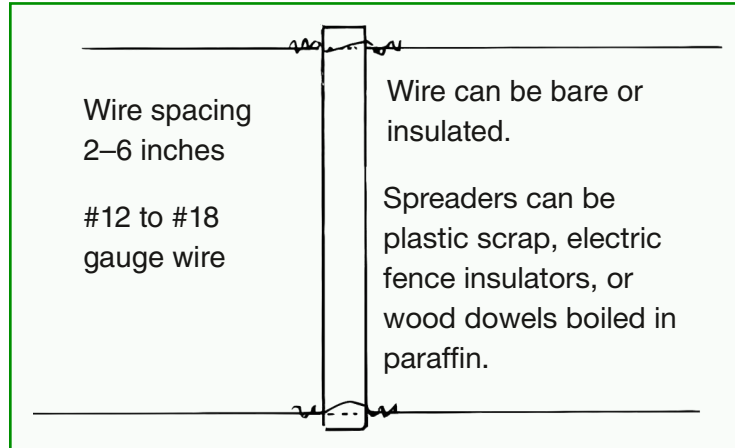 Wire spacing
2–6 inches
#12 to #18
gauge wire
Wire can be bare or
insulated.
Spreaders can be
plastic scrap, electric
fence insulators, or
wood dowels boiled in
paraffin.